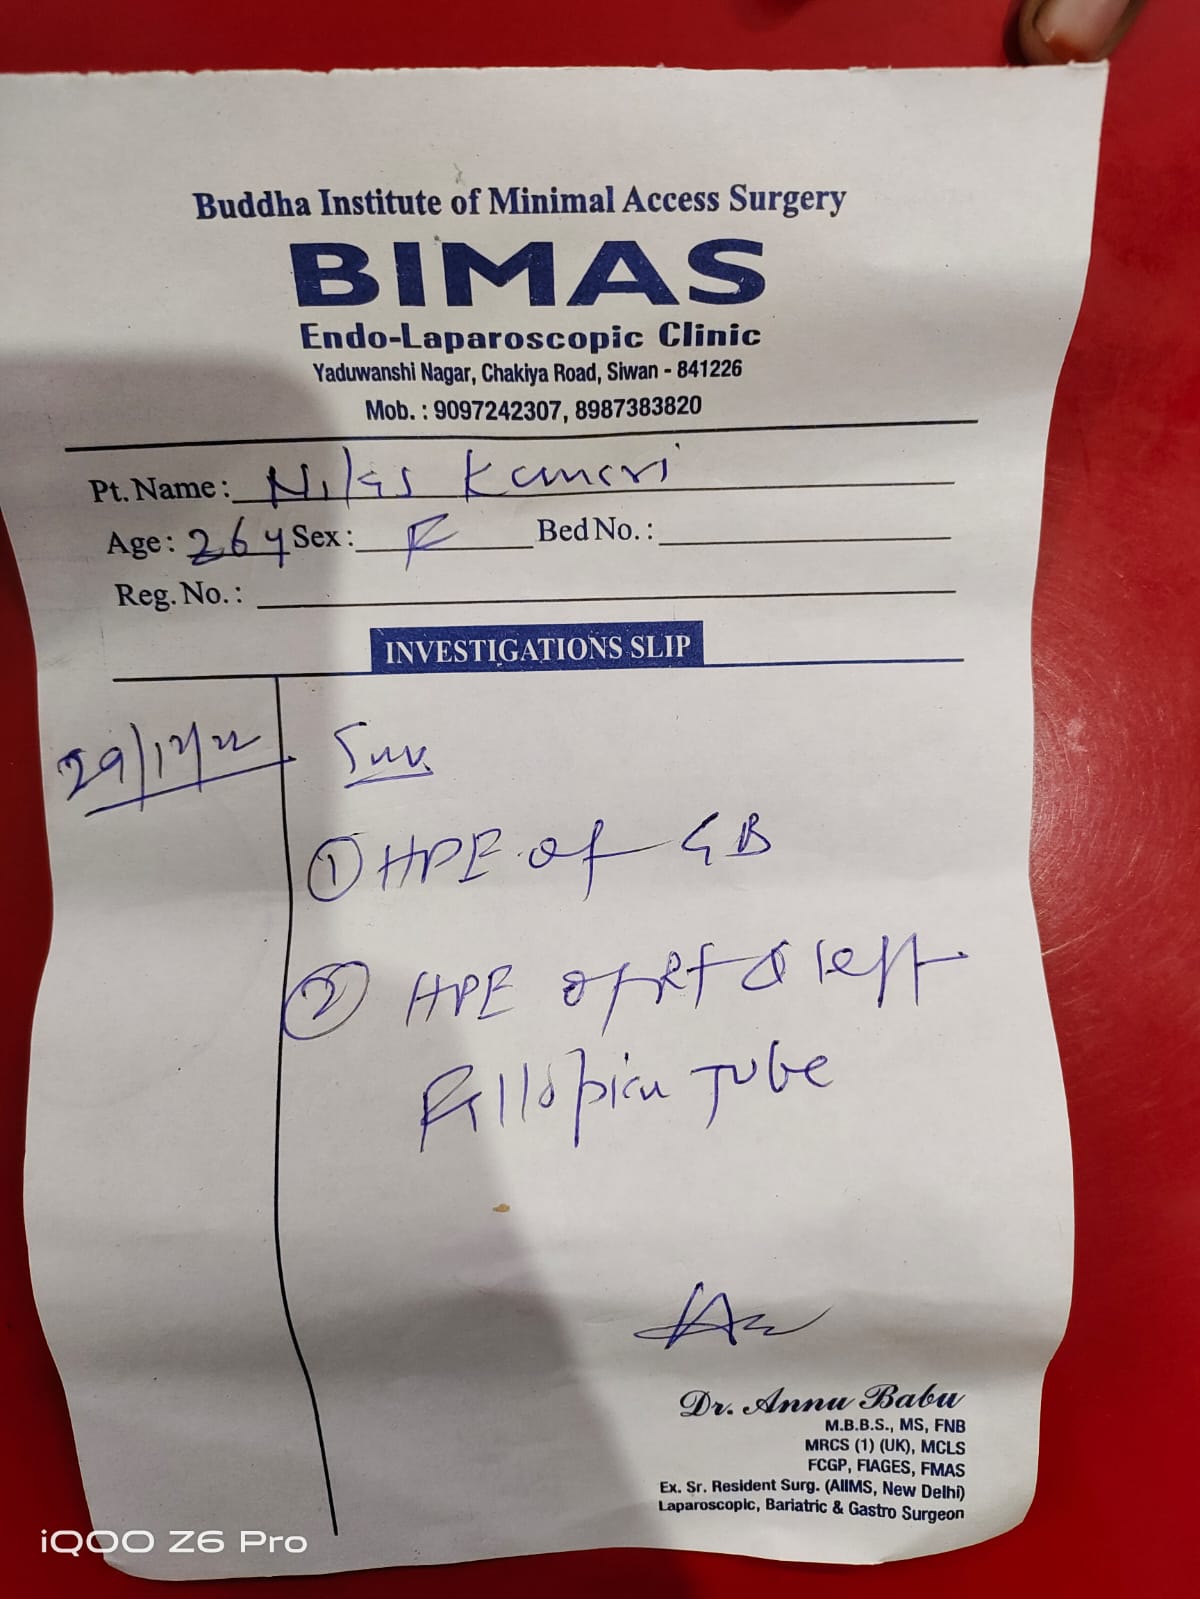 Buddha Institute of Minimal Access Surgery
BIMAS
Endo-Laparoscopic Clinic
Yaduwanshi Nagar, Chakiya Road, Siwan - 841226
Mob. : 9097242307, 8987383820
Pt. Name: Kumari
Age: 26 y Sex: F Bed No. :
Reg. No. :
INVESTIGATIONS SLIP
29/12/22
① HPE of GB
② HPE of Rt & left
Fallopian Tube
Dr. Annu Babu
M.B.B.S., MS, FNB
MRCS (1) (UK), MCLS
FCGP, FIAGES, FMAS
Ex. Sr. Resident Surg. (AIIMS, New Delhi)
Laparoscopic, Bariatric & Gastro Surgeon
iQOO Z6 Pro